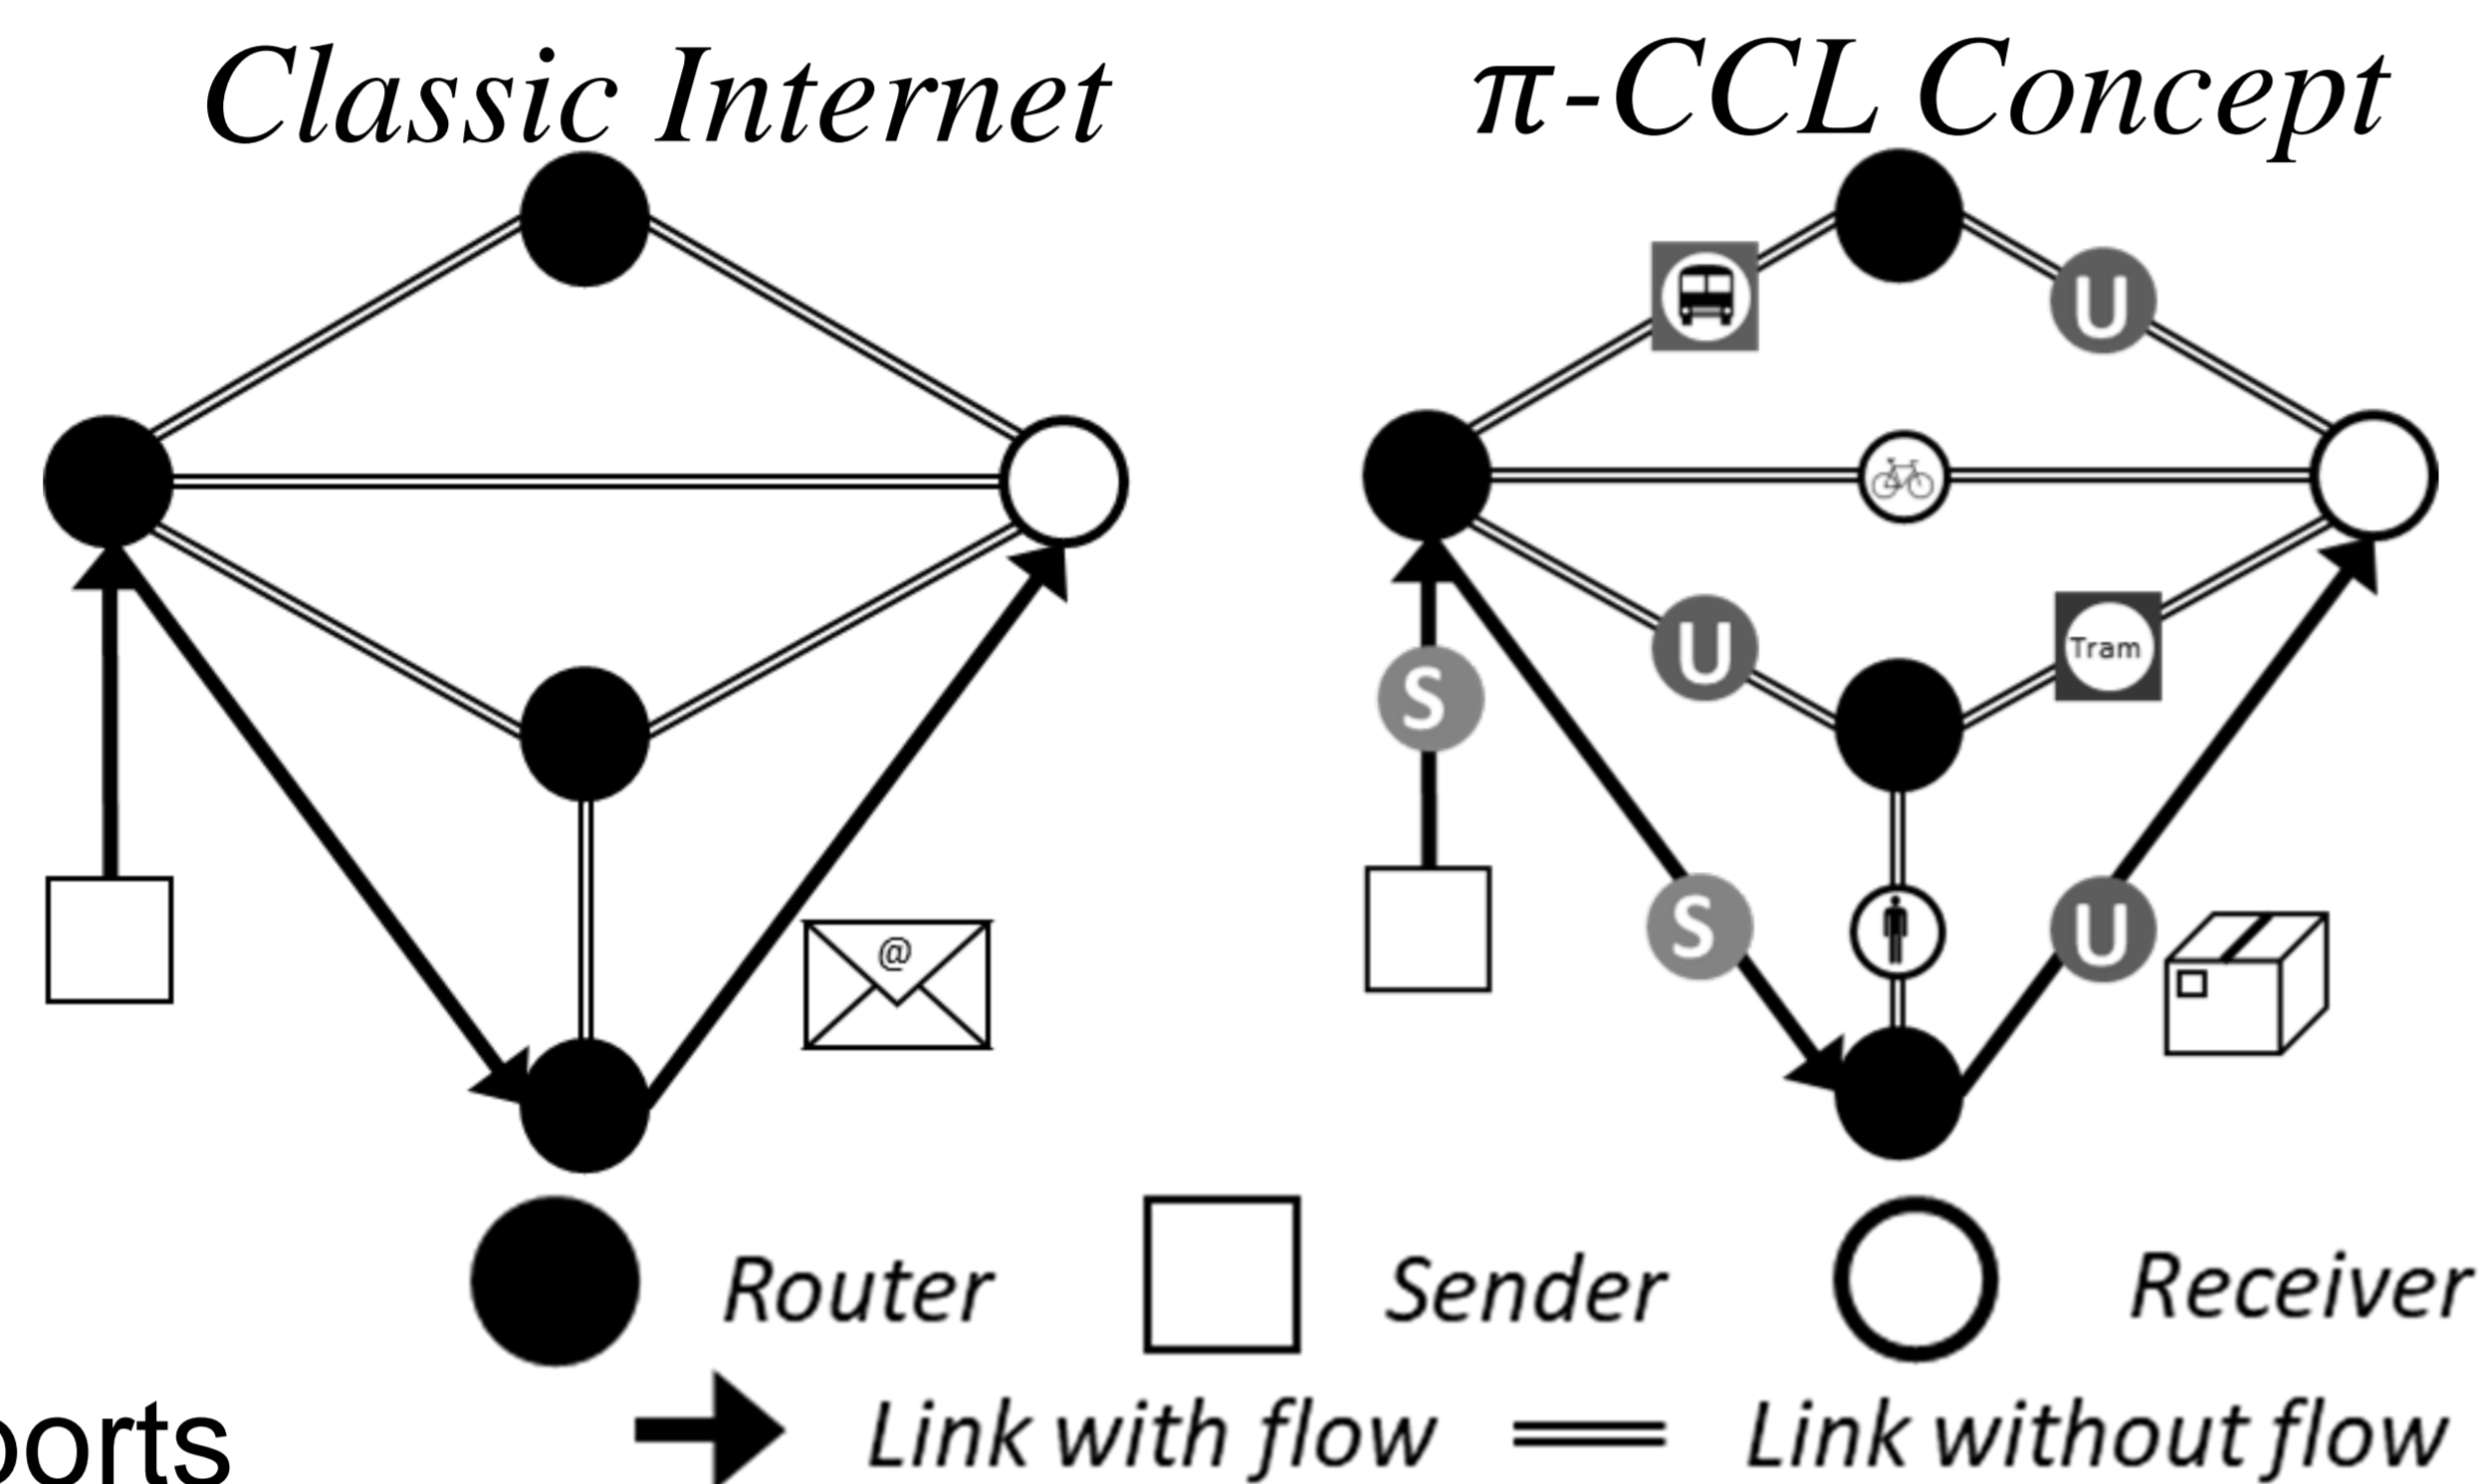 Classic Internet
π-CCL Concept
U
U
Tram
S
S
U
@
Router
Sender
Receiver
Link with flow
Link without flow
ports